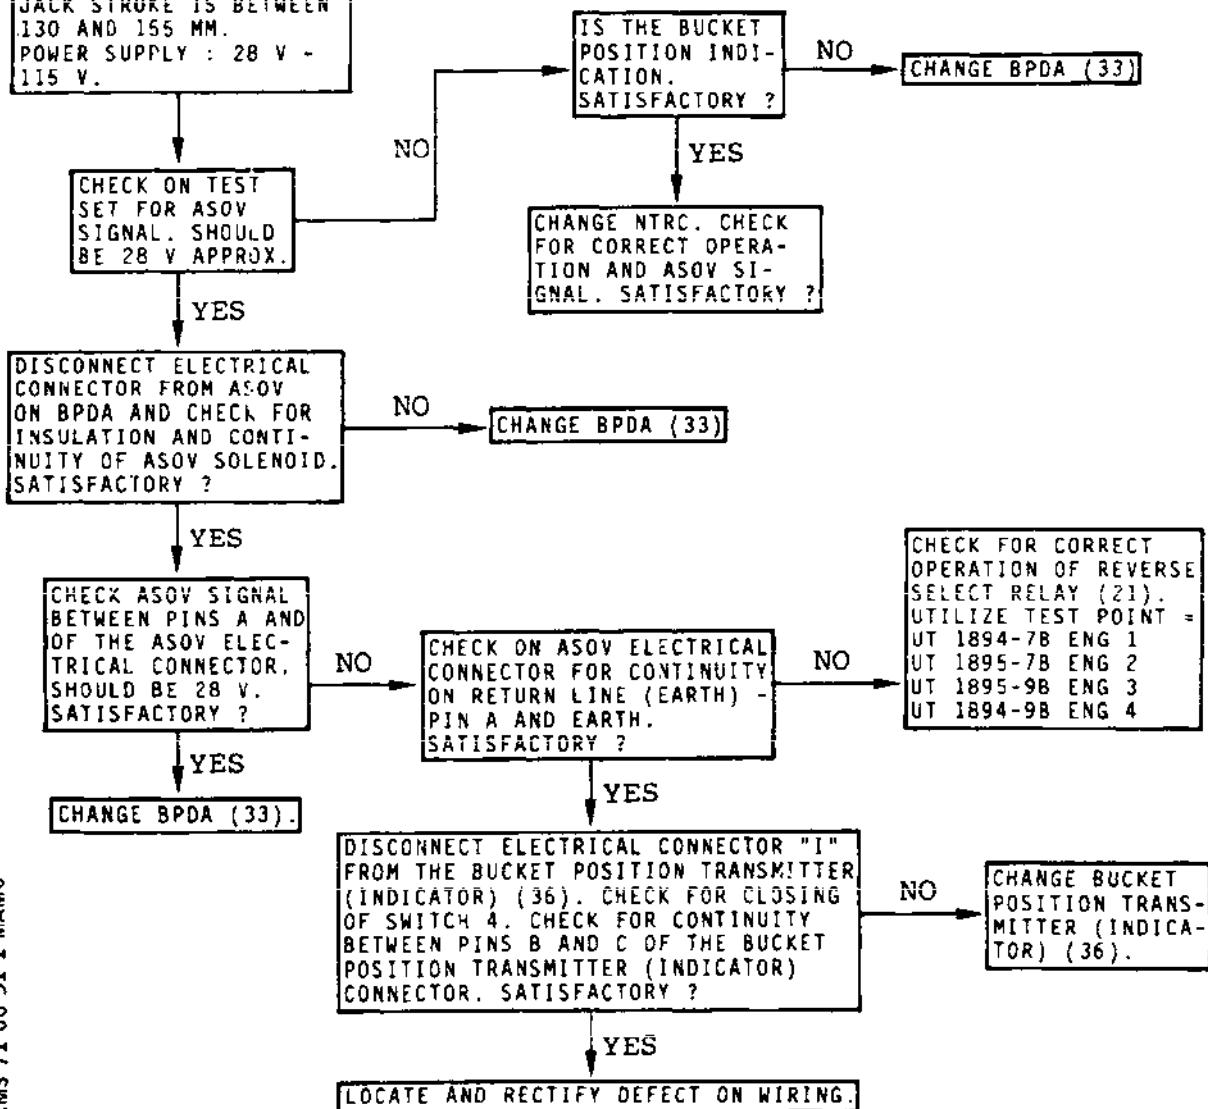 JACK STROKE IS BETWEEN
130 AND 155 MM.
POWER SUPPLY : 28 V -
115 V.
IS THE BUCKET
POSITION INDI-
CATION.
SATISFACTORY ?
NO
CHANGE BPDA (33)
YES
NO
CHECK ON TEST
SET FOR ASOV
SIGNAL. SHOULD
BE 28 V APPROX.
CHANGE NTRC. CHECK
FOR CORRECT OPERA-
TION AND ASOV SI-
GNAL. SATISFACTORY ?
YES
DISCONNECT ELECTRICAL
CONNECTOR FROM ASOV
ON BPDA AND CHECK FOR
INSULATION AND CONTI-
NUITY OF ASOV SOLENOID.
SATISFACTORY ?
NO
CHANGE BPDA (33)
YES
CHECK ASOV SIGNAL
BETWEEN PINS A AND
OF THE ASOV ELEC-
TRICAL CONNECTOR.
SHOULD BE 28 V.
SATISFACTORY ?
NO
CHECK ON ASOV ELECTRICAL
CONNECTOR FOR CONTINUITY
ON RETURN LINE (EARTH) -
PIN A AND EARTH.
SATISFACTORY ?
NO
CHECK FOR CORRECT
OPERATION OF REVERSE
SELECT RELAY (21).
UTILIZE TEST POINT =
UT 1894-7B ENG 1
UT 1895-7B ENG 2
UT 1895-9B ENG 3
UT 1894-9B ENG 4
YES
CHANGE BPDA (33).
YES
DISCONNECT ELECTRICAL CONNECTOR "I"
FROM THE BUCKET POSITION TRANSMITTER
(INDICATOR) (36). CHECK FOR CLOSING
OF SWITCH 4. CHECK FOR CONTINUITY
BETWEEN PINS B AND C OF THE BUCKET
POSITION TRANSMITTER (INDICATOR)
CONNECTOR. SATISFACTORY ?
NO
CHANGE BUCKET
POSITION TRANS-
MITTER (INDICA-
TOR) (36).
YES
LOCATE AND RECTIFY DEFECT ON WIRING.